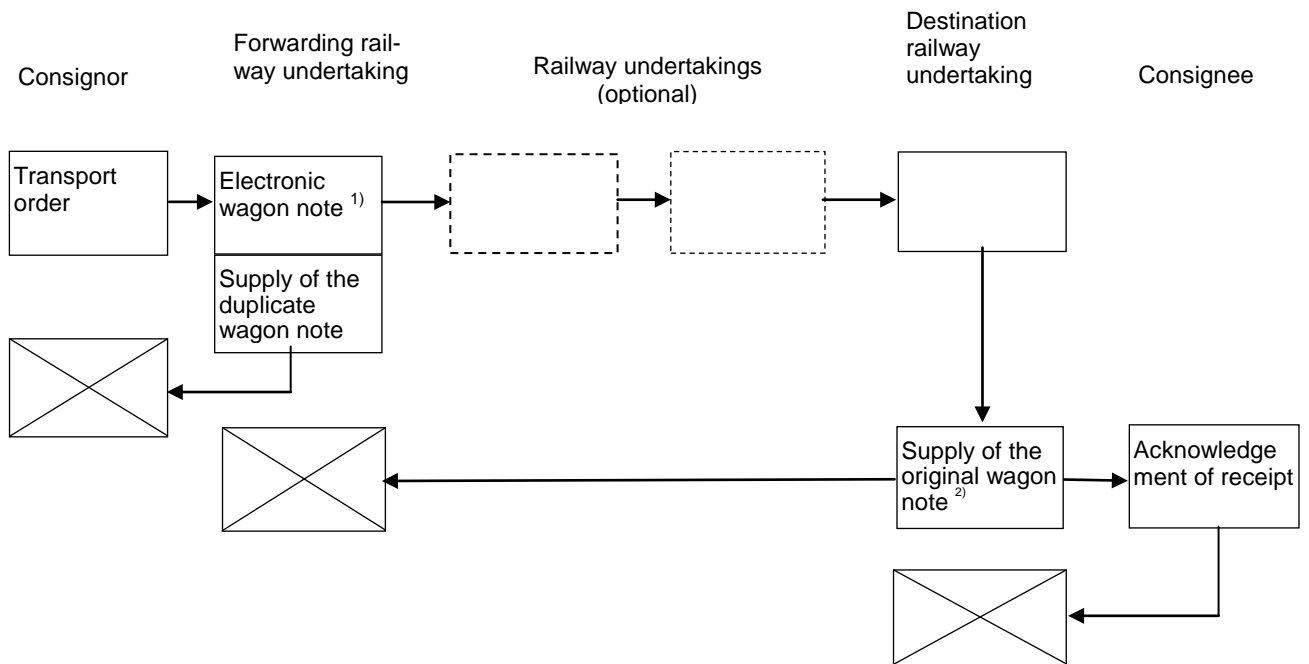 Consignor
Forwarding rail-
way undertaking
Railway undertakings
(optional)
Destination
railway
undertaking
Consignee
Transport
order
Electronic
wagon note 1)
Supply of the
duplicate
wagon note
Supply of the
original wagon
note 2)
Acknowledge
ment of receipt